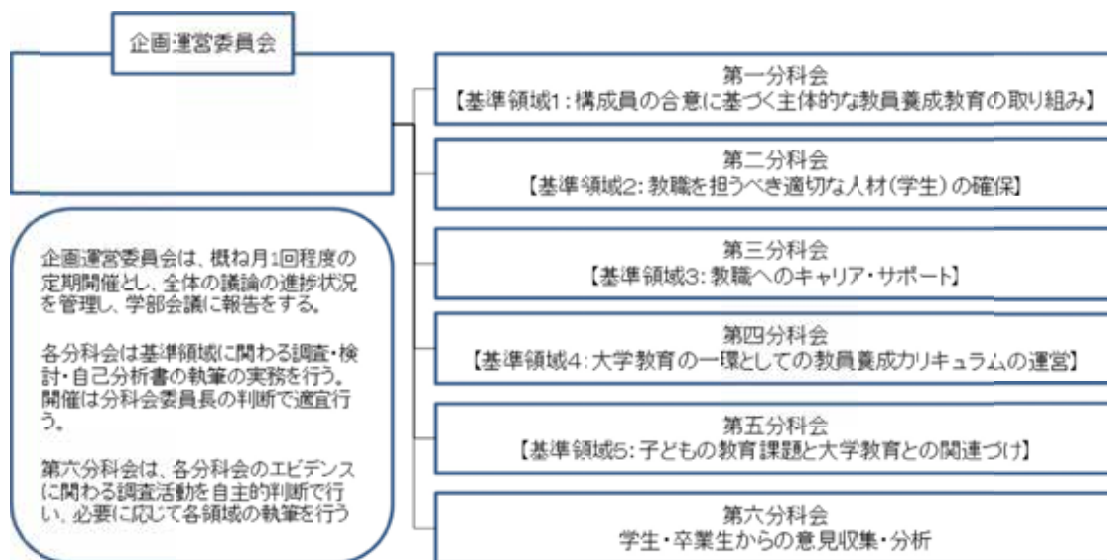 企画運営委員会
企画運営委員会は、概ね月1回程度の
定期開催とし、全体の議論の進捗状況
を管理し、学部会議に報告をする。
各分科会は基準領域に関わる調査・検
討・自己分析書の執筆の実務を行う。
開催は分科会委員長の判断で適宜行
う。
第六分科会は、各分科会のエビデンス
に関わる調査活動を自主的判断で行
い、必要に応じて各領域の執筆を行う
第一分科会
【基準領域1:構成員の合意に基づく主体的な教員養成教育の取り組み】
第二分科会
【基準領域2:教職を担うべき適切な人材(学生)の確保】
第三分科会
【基準領域3:教職へのキャリア・サポート】
第四分科会
【基準領域4:大学教育の一環としての教員養成カリキュラムの運営】
第五分科会
【基準領域5:子どもの教育課題と大学教育との関連づけ】
第六分科会
学生・卒業生からの意見収集・分析